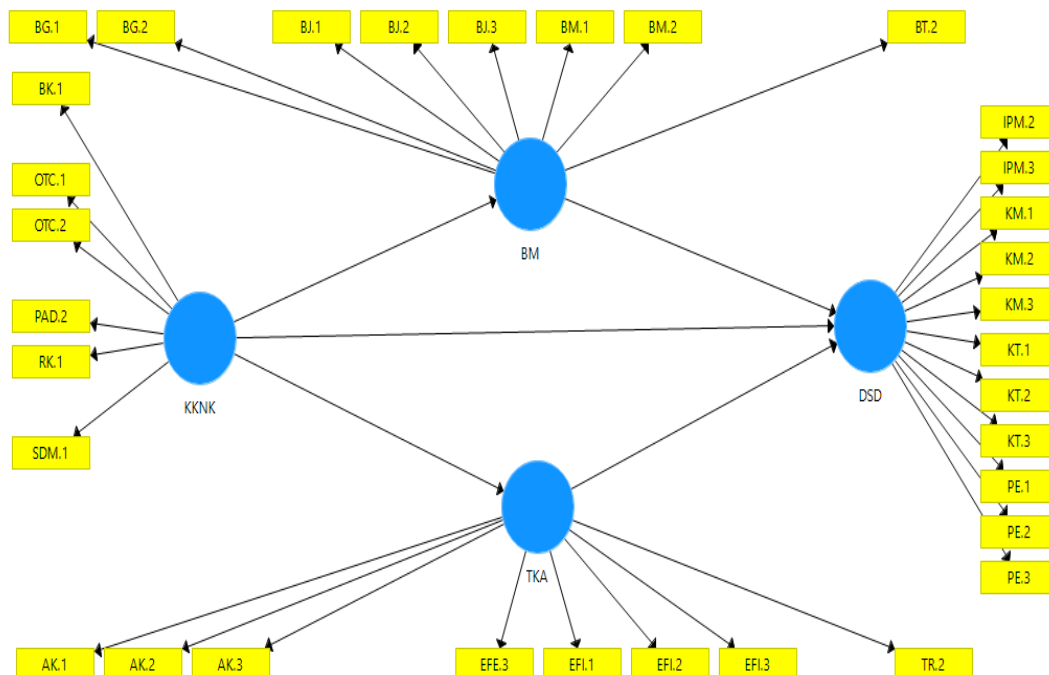 BG.1
BG.2
BJ.1
BJ.2
BJ.3
BM.1
BM.2
BT.2
BK.1
OTC.1
OTC.2
PAD.2
RK.1
SDM.1
KKNK
BM
DSD
TKA
IPM.2
IPM.3
KM.1
KM.2
KM.3
KT.1
KT.2
KT.3
PE.1
PE.2
PE.3
AK.1
AK.2
AK.3
EFE.3
EFI.1
EFI.2
EFI.3
TR.2